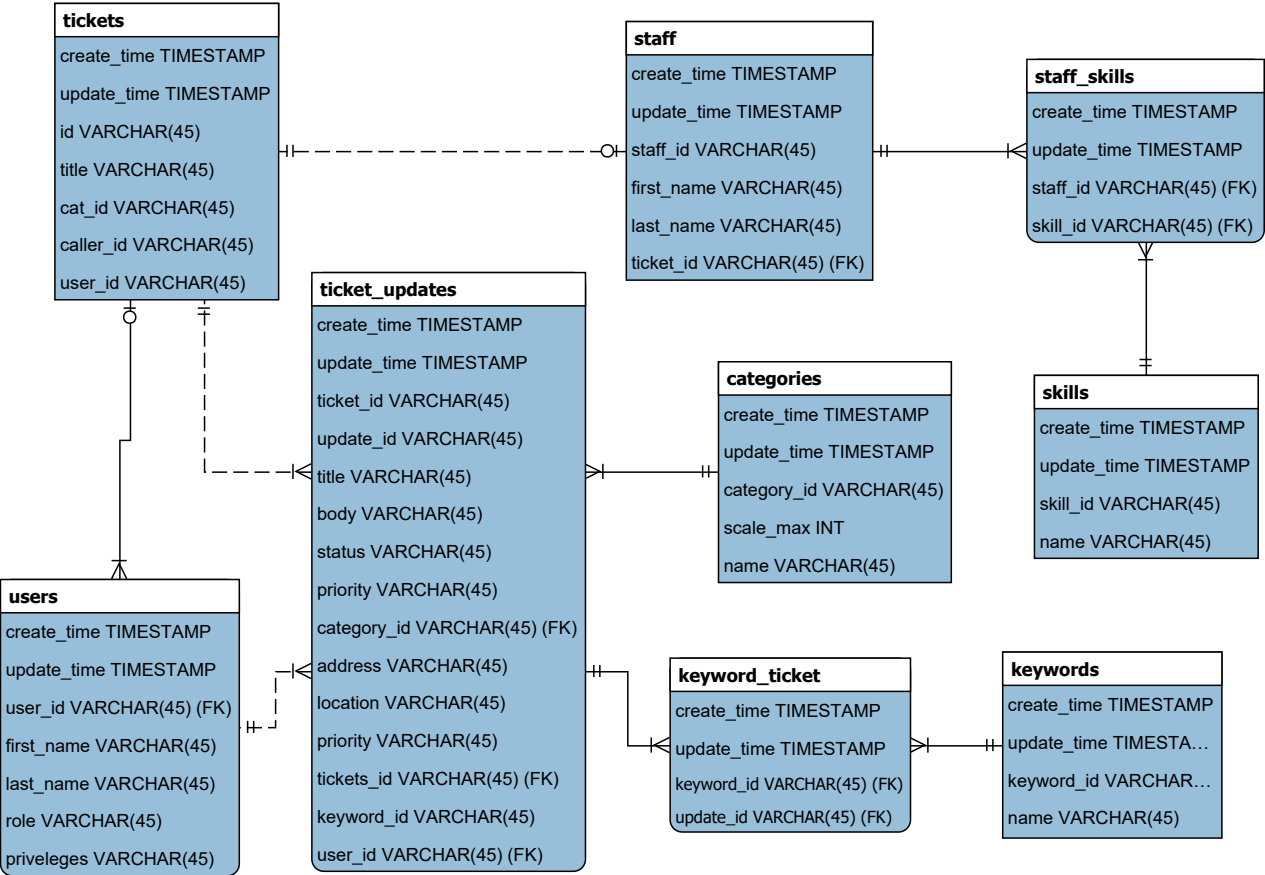 tickets
create_time TIMESTAMP
update_time TIMESTAMP
id VARCHAR(45)
title VARCHAR(45)
cat_id VARCHAR(45)
caller_id VARCHAR(45)
user_id VARCHAR(45)
staff
create_time TIMESTAMP
update_time TIMESTAMP
staff_id VARCHAR(45)
first_name VARCHAR(45)
last_name VARCHAR(45)
ticket_id VARCHAR(45) (FK)
staff_skills
create_time TIMESTAMP
update_time TIMESTAMP
staff_id VARCHAR(45) (FK)
skill_id VARCHAR(45) (FK)
ticket_updates
create_time TIMESTAMP
update_time TIMESTAMP
ticket_id VARCHAR(45)
update_id VARCHAR(45)
title VARCHAR(45)
body VARCHAR(45)
status VARCHAR(45)
priority VARCHAR(45)
category_id VARCHAR(45) (FK)
address VARCHAR(45)
location VARCHAR(45)
priority VARCHAR(45)
tickets_id VARCHAR(45) (FK)
keyword_id VARCHAR(45)
user_id VARCHAR(45) (FK)
categories
create_time TIMESTAMP
update_time TIMESTAMP
category_id VARCHAR(45)
scale_max INT
name VARCHAR(45)
skills
create_time TIMESTAMP
update_time TIMESTAMP
skill_id VARCHAR(45)
name VARCHAR(45)
users
create_time TIMESTAMP
update_time TIMESTAMP
user_id VARCHAR(45) (FK)
first_name VARCHAR(45)
last_name VARCHAR(45)
role VARCHAR(45)
priveleges VARCHAR(45)
keyword_ticket
create_time TIMESTAMP
update_time TIMESTAMP
keyword_id VARCHAR(45) (FK)
update_id VARCHAR(45) (FK)
keywords
create_time TIMESTAMP
update_time TIMESTA...
keyword_id VARCHAR...
name VARCHAR(45)